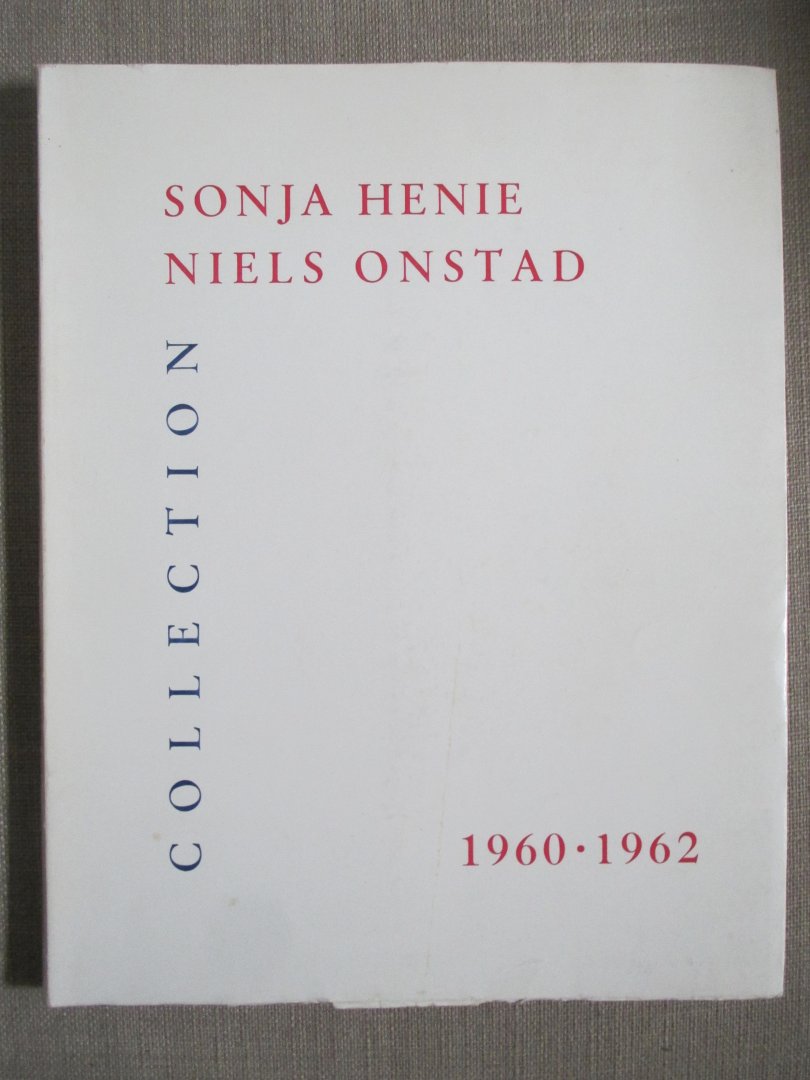 SONJA HENIE
NIELS ONSTAD
COLLECTION
1960·1962